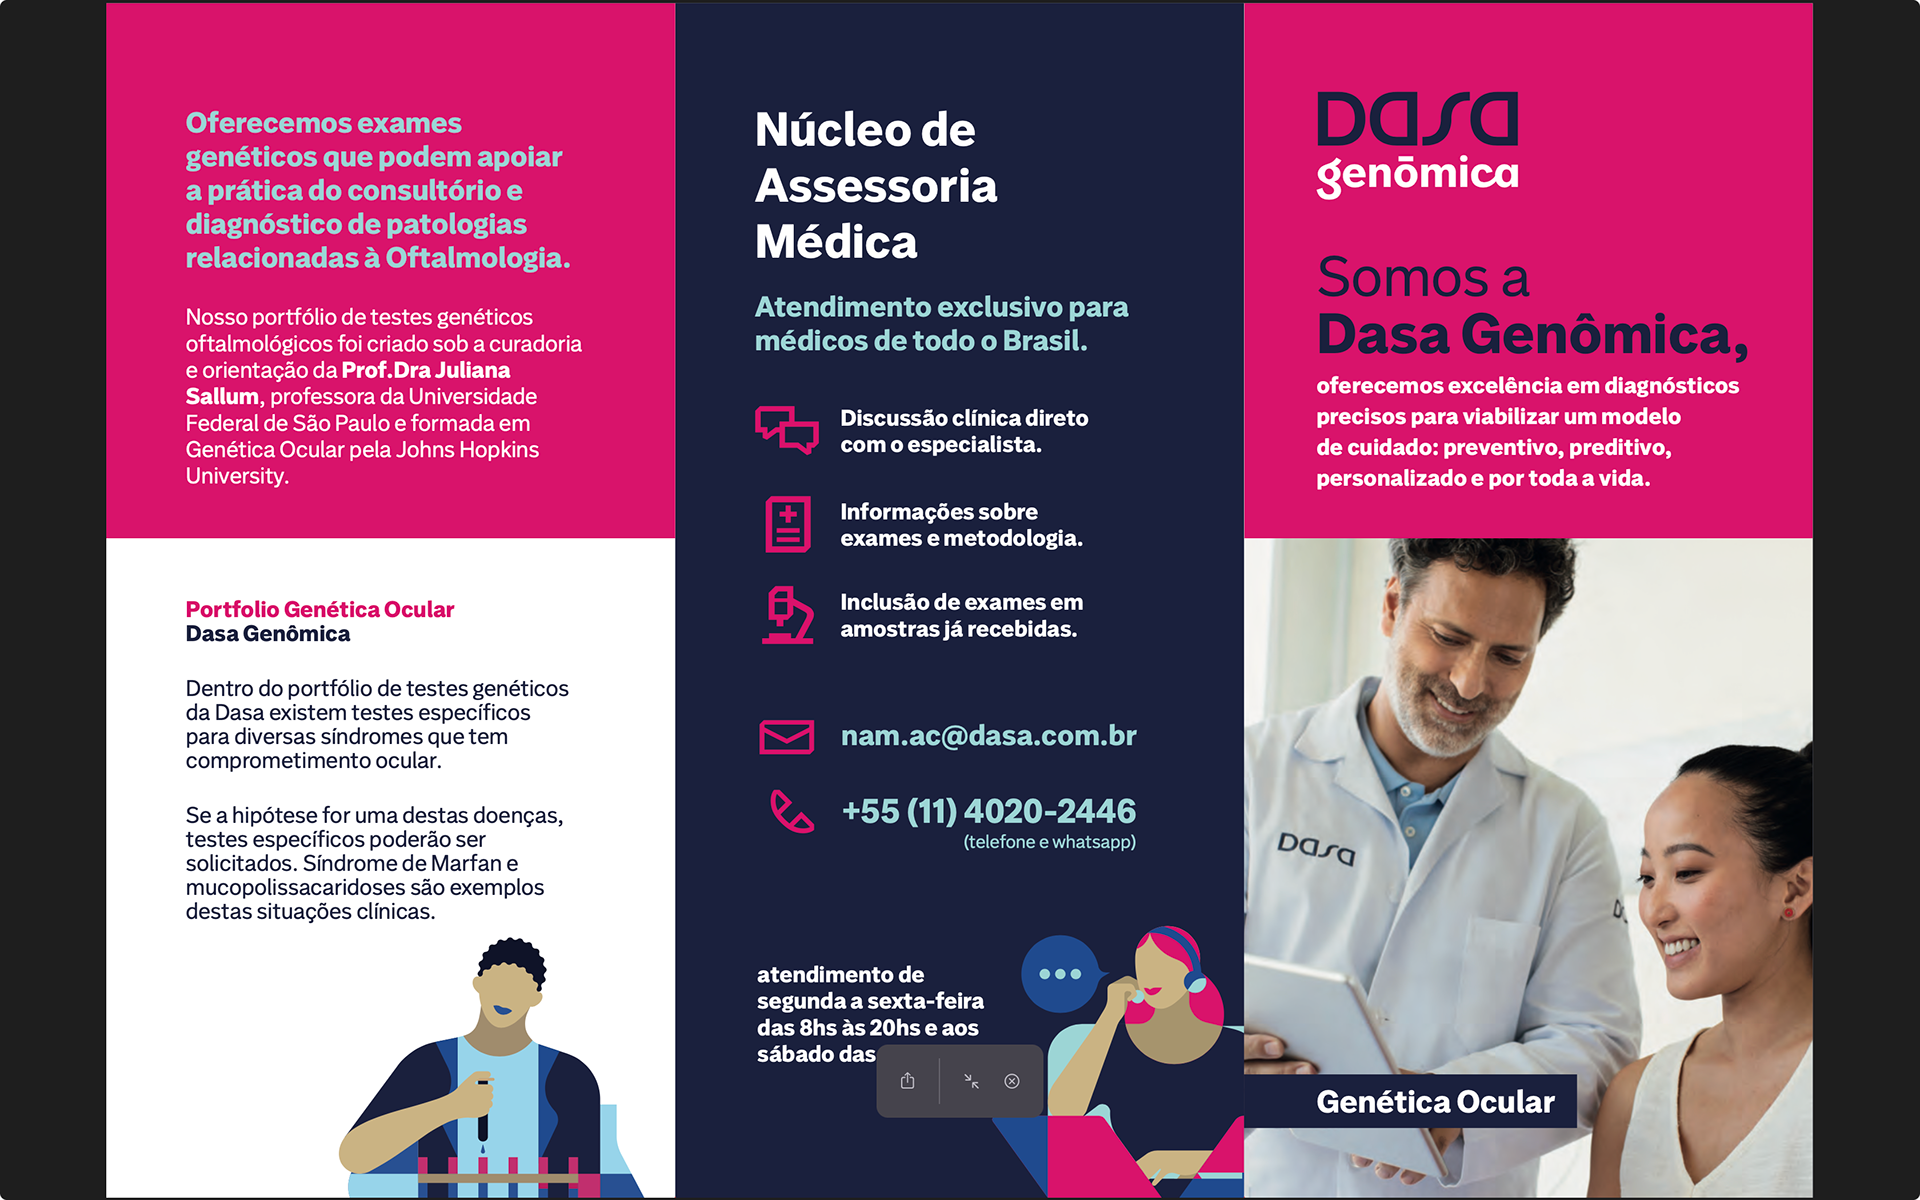 Oferecemos exames
genéticos que podem apoiar
a prática do consultório e
diagnóstico de patologias
relacionadas à Oftalmologia.
Nosso portfólio de testes genéticos
oftalmológicos foi criado sob a curadoria
e orientação da Prof.Dra Juliana
Sallum, professora da Universidade
Federal de São Paulo e formada em
Genética Ocular pela Johns Hopkins
University.
Portfolio Genética Ocular
Dasa Genômica
Dentro do portfólio de testes genéticos
da Dasa existem testes específicos
para diversas síndromes que tem
comprometimento ocular.
Se a hipótese for uma destas doenças,
testes específicos poderão ser
solicitados. Síndrome de Marfan e
mucopolissacaridoses são exemplos
destas situações clínicas.
Núcleo de
Assessoria
Médica
Atendimento exclusivo para
médicos de todo o Brasil.
Discussão clínica direto
com o especialista.
Informações sobre
exames e metodologia.
Inclusão de exames em
amostras já recebidas.
nam.ac@dasa.com.br
+55 (11) 4020-2446
(telefone e whatsapp)
atendimento de
segunda a sexta-feira
das 8hs às 20hs e aos
sábado das
Dasa
genōmica
Somos a
Dasa Genômica,
oferecemos excelência em diagnósticos
precisos para viabilizar um modelo
de cuidado: preventivo, preditivo,
personalizado e por toda a vida.
Dasa
Genética Ocular